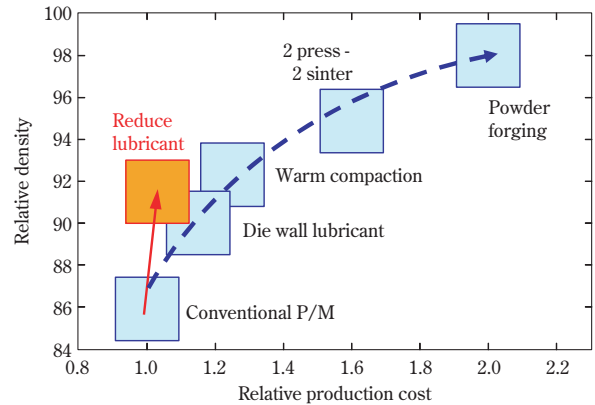 100
98
96
94
92
90
88
86
84
Relative density
2 press -
2 sinter
Powder
forging
Reduce
lubricant
Warm compaction
Die wall lubricant
Conventional P/M
0.8
1.0
1.2
1.4
1.6
1.8
2.0
2.2
Relative production cost